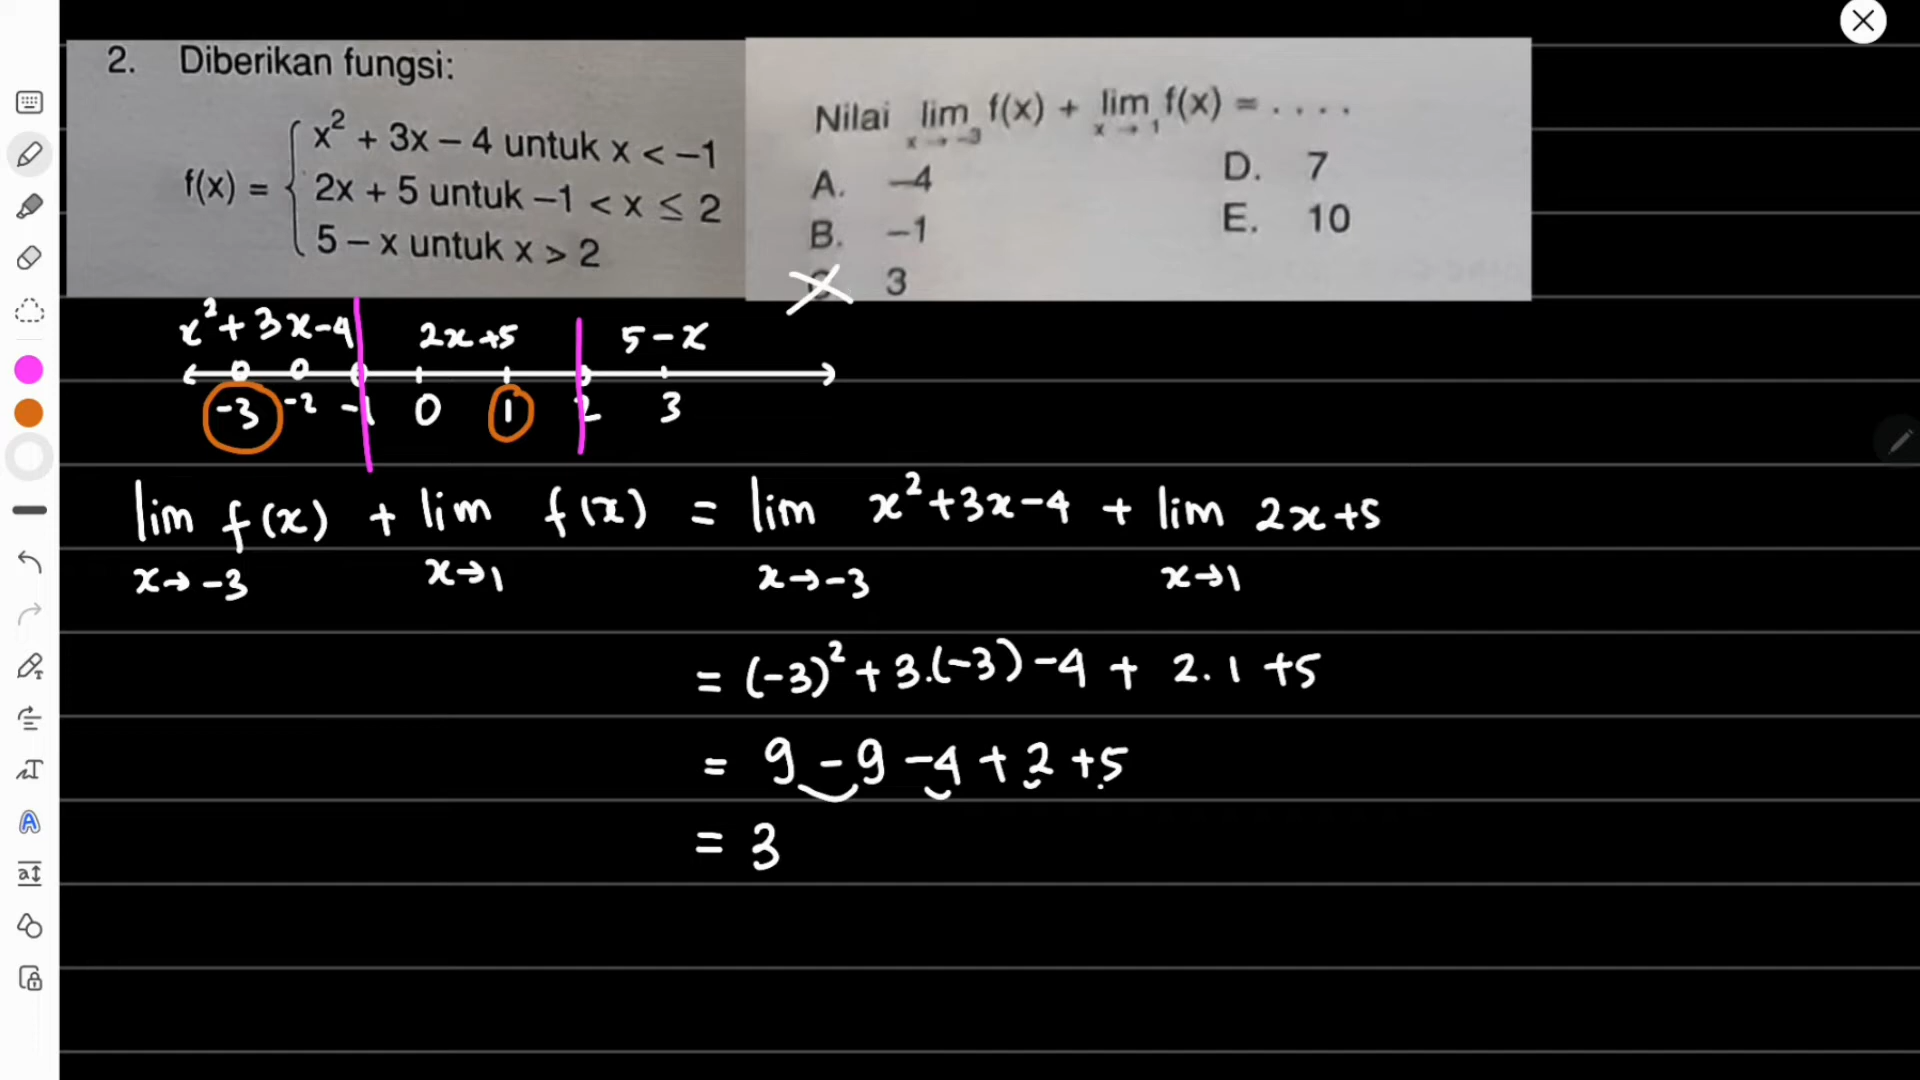 2. Diberikan fungsi:
f(x) = { x² + 3x – 4 untuk x < –1
2x + 5 untuk –1 < x ≤ 2
5 – x untuk x > 2
Nilai lim x → –3 f(x) + lim x → 1 f(x) = . . . .
A. –4
B. –1
C 3
D. 7
E. 10
x²+3x-4 2x+5 5-x
-3 -2 -1 0 1 2 3
lim f(x) + lim f(x) = lim x²+3x-4 + lim 2x+5
x→-3 x→1 x→-3 x→1
= (-3)²+3.(-3)-4 + 2.1+5
= 9-9-4+2+5
= 3